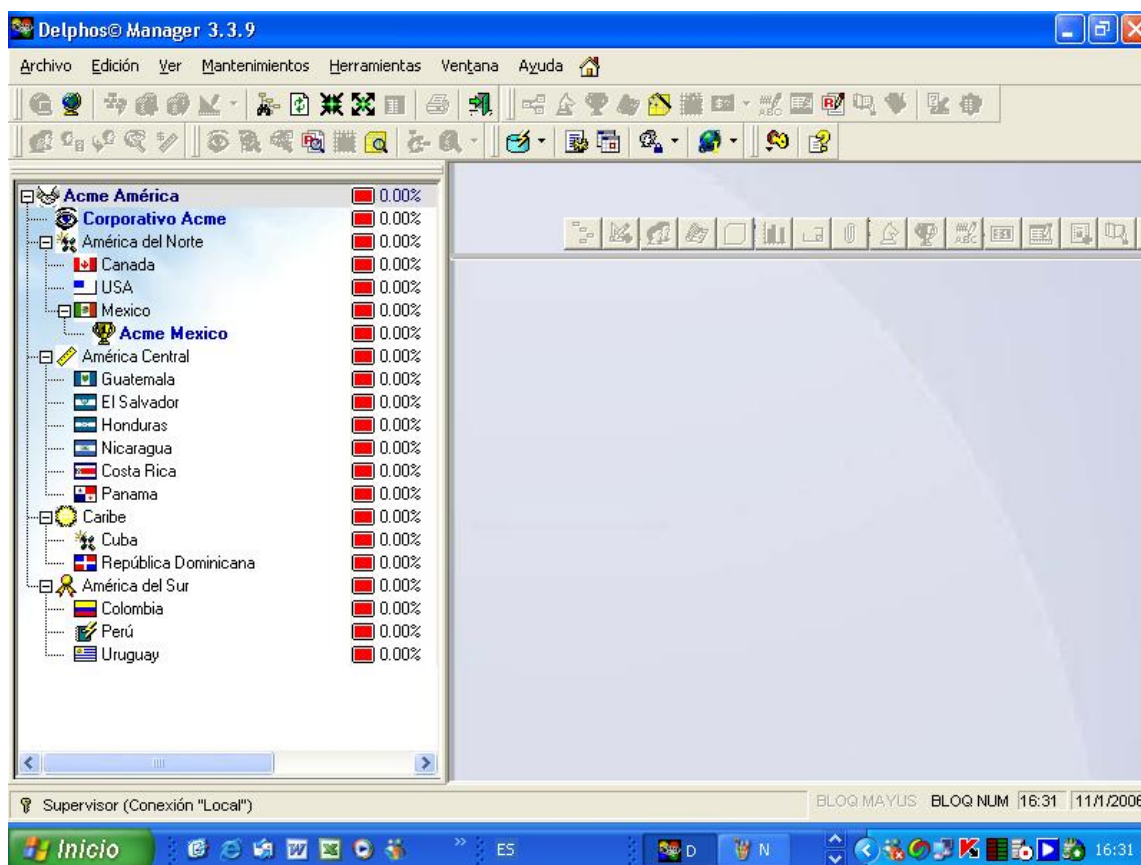 Delphos© Manager 3.3.9
Archivo Edición Ver Mantenimientos Herramientas Ventana Ayuda
Acme América 0.00%
Corporativo Acme 0.00%
América del Norte 0.00%
Canada 0.00%
USA 0.00%
Mexico 0.00%
Acme Mexico 0.00%
América Central 0.00%
Guatemala 0.00%
El Salvador 0.00%
Honduras 0.00%
Nicaragua 0.00%
Costa Rica 0.00%
Panama 0.00%
Caribe 0.00%
Cuba 0.00%
República Dominicana 0.00%
América del Sur 0.00%
Colombia 0.00%
Perú 0.00%
Uruguay 0.00%
Supervisor (Conexión "Local") BLOQ MAYUS BLOQ NUM 16:31 11/1/2006
Inicio ES D N 16:31